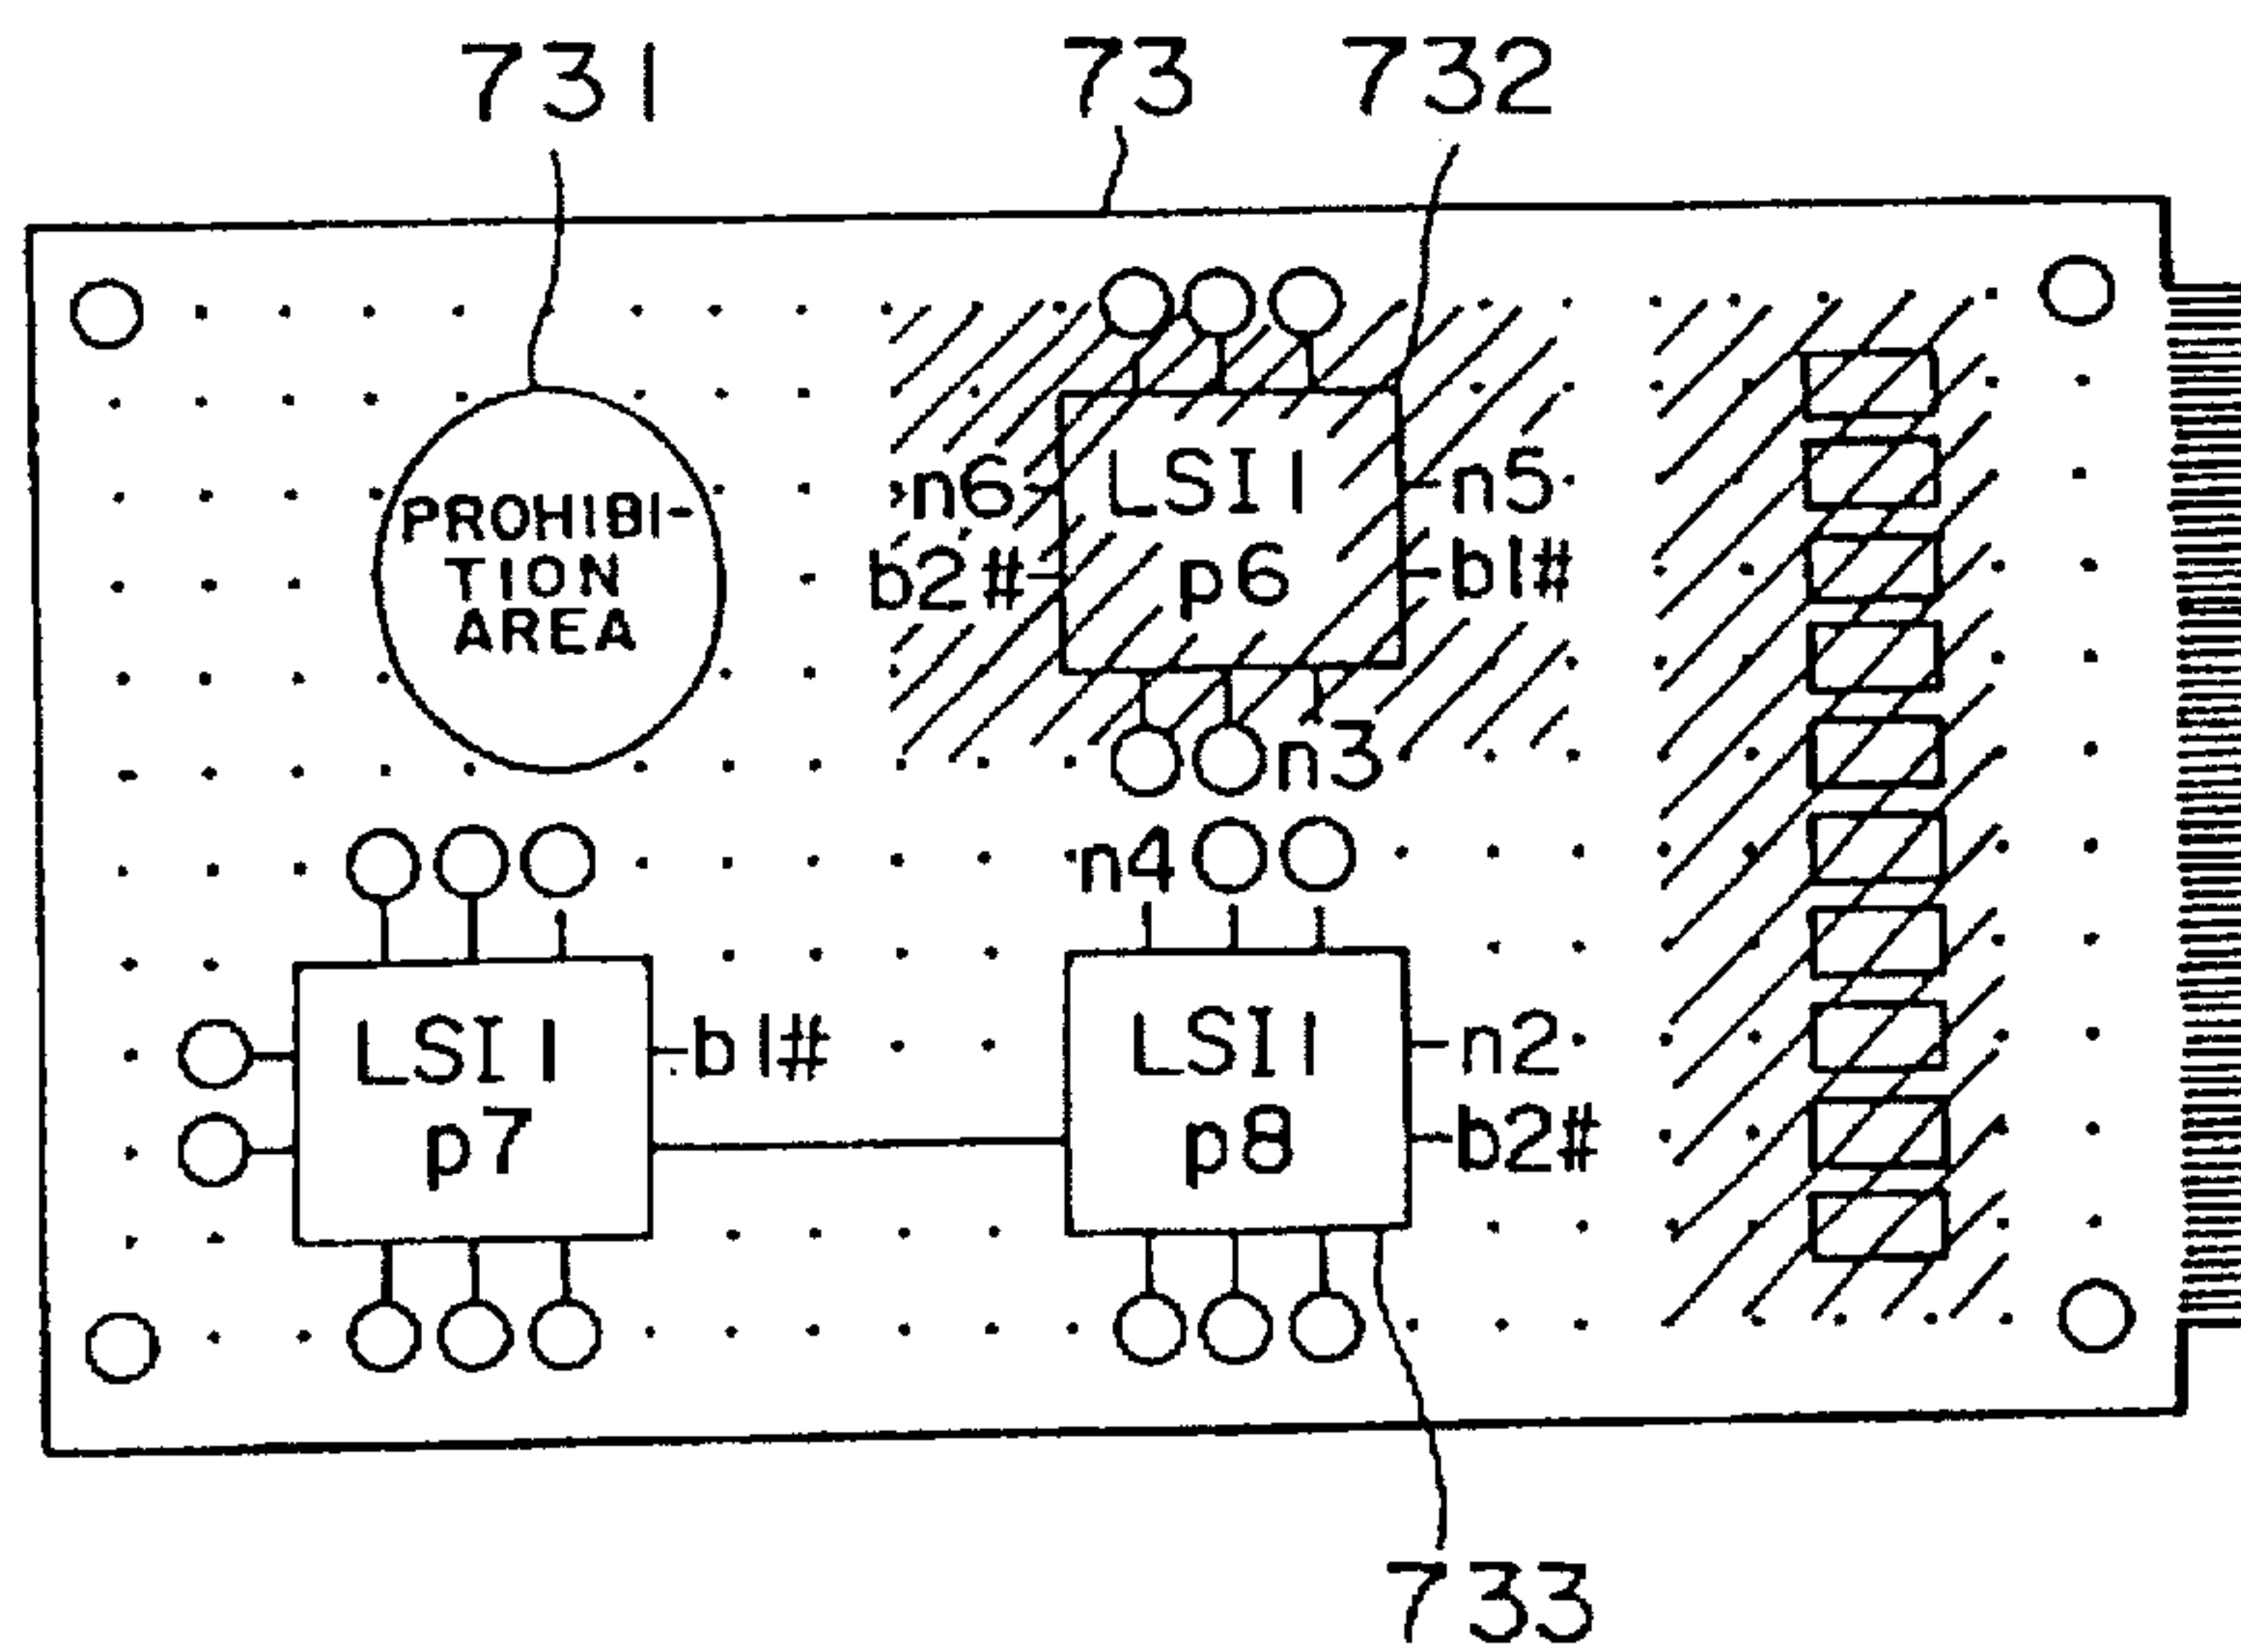 731 73 732
PROHIBI-
TION
AREA
n6 LSI1 n5
b2# p6 b1#
n3
n4
LSI1 b1#
p7
LSI1 n2
p8 b2#
733